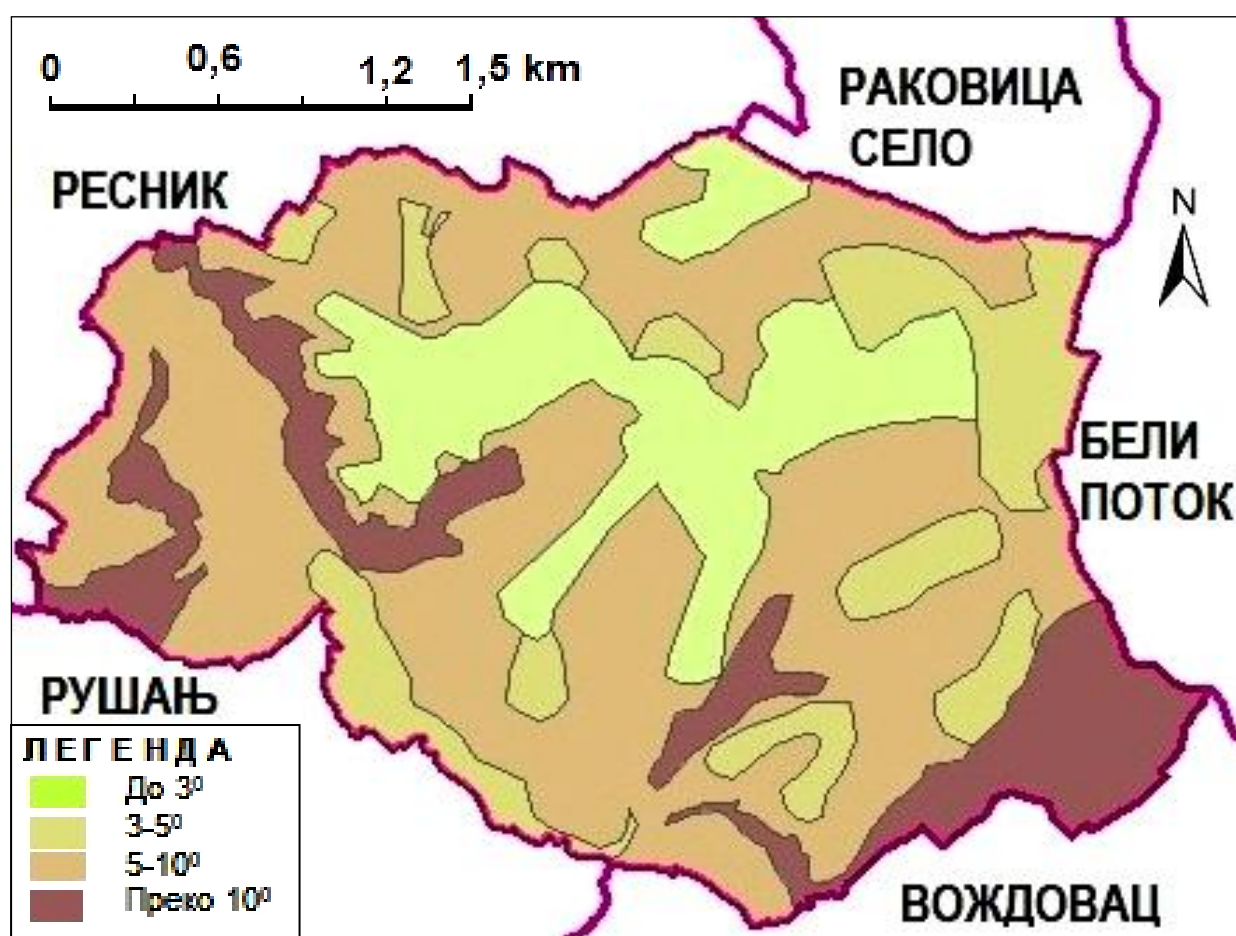 0 0,6 1,2 1,5 km
РАКОВИЦА
СЕЛО
РЕСНИК
N
БЕЛИ
ПОТОК
РУШАЊ
ЛЕГЕНДА
До 3⁰
3-5⁰
5-10⁰
Преко 10⁰
ВОЖДОВАЦ